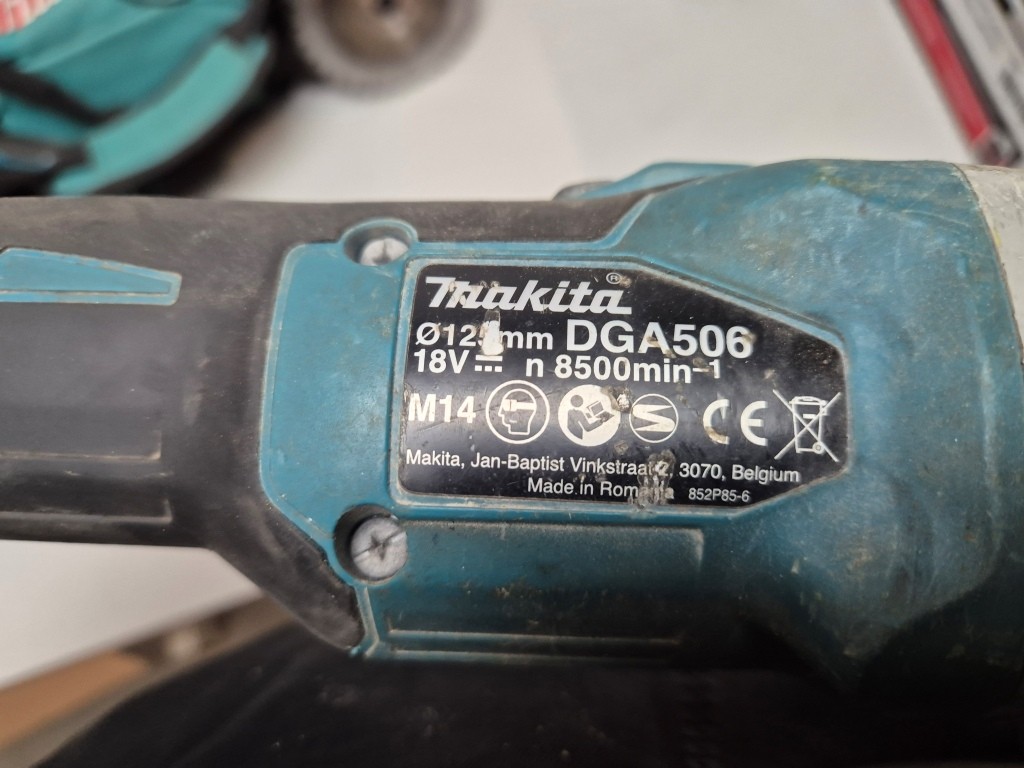 Makita®
Ø125mm DGA506
18V n 8500min⁻¹
M14 CE
Makita, Jan-Baptist Vinkstraat 2, 3070, Belgium
Made in Romania 852P85-6